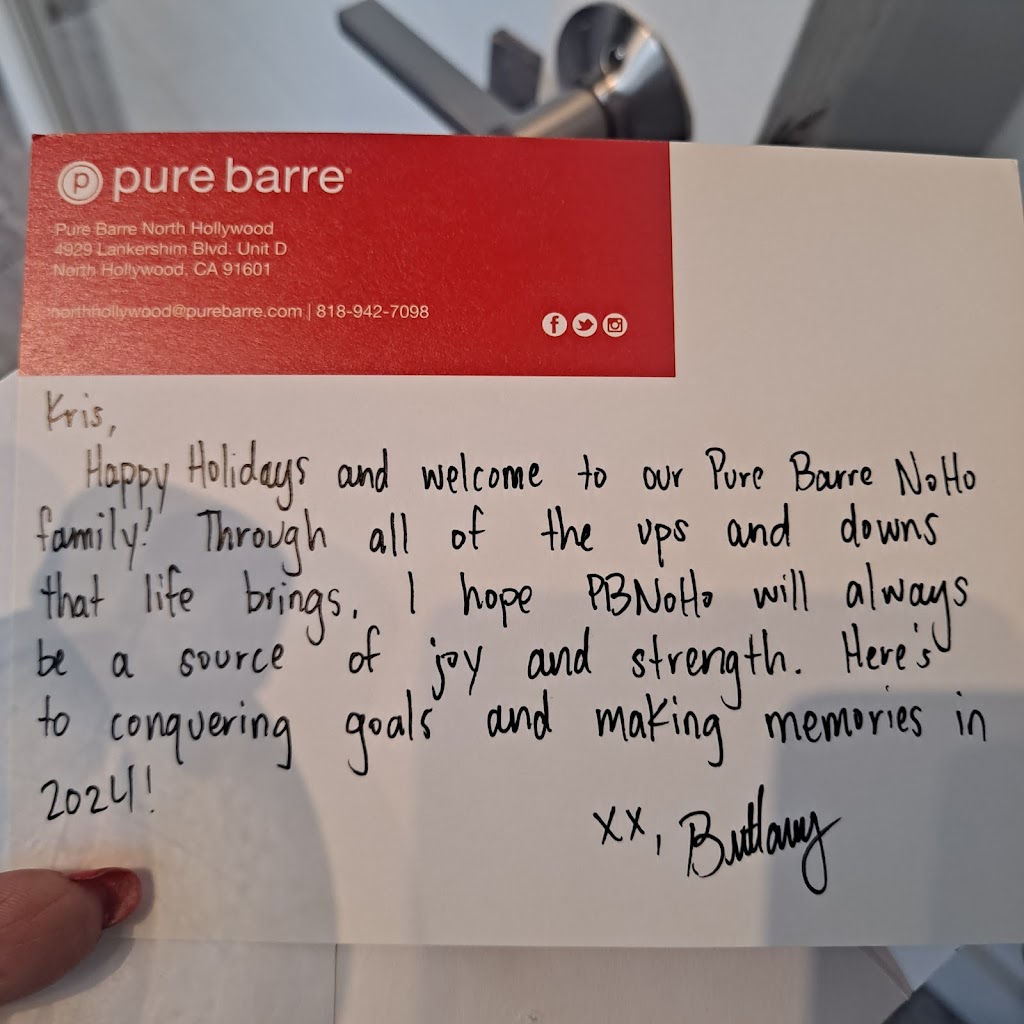 p pure barre®
Pure Barre North Hollywood
4929 Lankershim Blvd. Unit D
North Hollywood, CA 91601
northhollywood@purebarre.com | 818-942-7098
Kris,
Happy Holidays and welcome to our Pure Barre NoHo
family! Through all of the ups and downs
that life brings, I hope PBNoHo will always
be a source of joy and strength. Here's
to conquering goals and making memories in
2024!
xx, Brittany